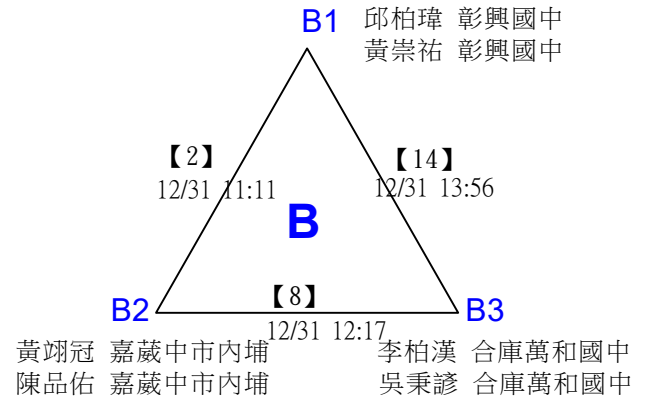 B1 邱柏瑋 彰興國中
黃崇祐 彰興國中
【2】 【14】
12/31 11:11 12/31 13:56
B
【8】
B2 B3
12/31 12:17
黃翊冠 嘉葳中市內埔 李柏漢 合庫萬和國中
陳品佑 嘉葳中市內埔 吳秉諺 合庫萬和國中